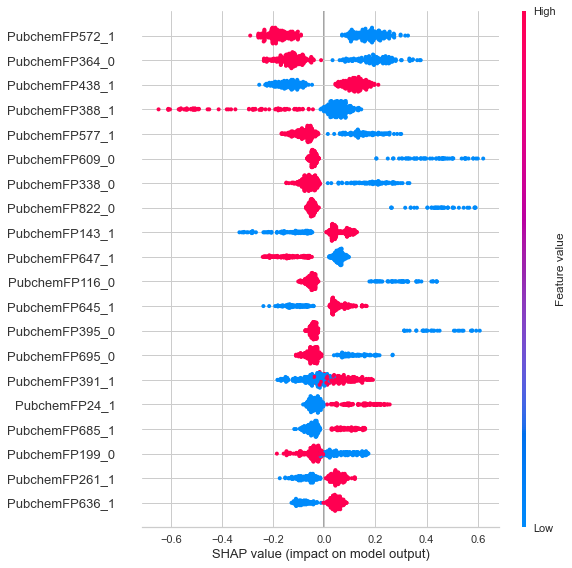 High
PubchemFP572_1
PubchemFP364_0
PubchemFP438_1
PubchemFP388_1
PubchemFP577_1
PubchemFP609_0
PubchemFP338_0
PubchemFP822_0
PubchemFP143_1
PubchemFP647_1
PubchemFP116_0
PubchemFP645_1
PubchemFP395_0
PubchemFP695_0
PubchemFP391_1
PubchemFP24_1
PubchemFP685_1
PubchemFP199_0
PubchemFP261_1
PubchemFP636_1
Feature value
Low
−0.6 −0.4 −0.2 0.0 0.2 0.4 0.6
SHAP value (impact on model output)